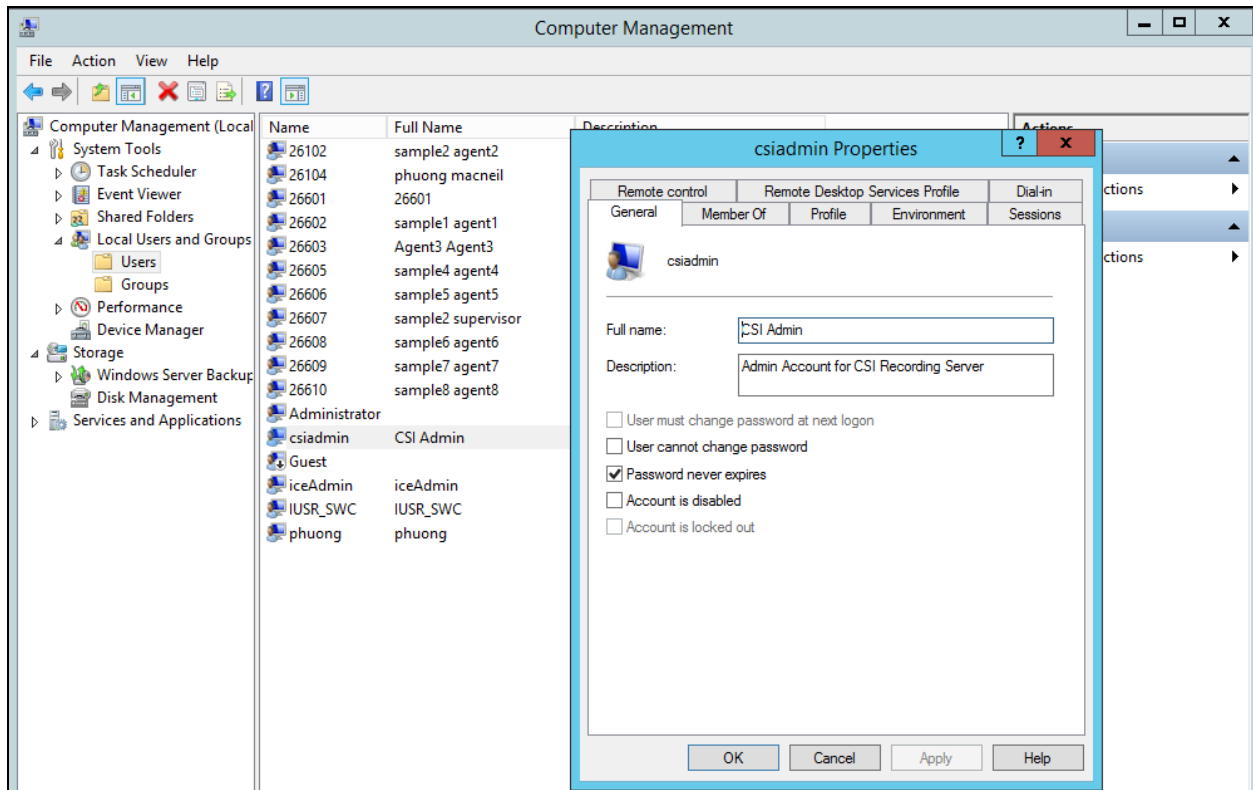 Computer Management
File Action View Help
Computer Management (Local
System Tools
Task Scheduler
Event Viewer
Shared Folders
Local Users and Groups
Users
Groups
Performance
Device Manager
Storage
Windows Server Backup
Disk Management
Services and Applications
Name Full Name Description
26102 sample2 agent2
26104 phuong macneil
26601 26601
26602 sample1 agent1
26603 Agent3 Agent3
26605 sample4 agent4
26606 sample5 agent5
26607 sample2 supervisor
26608 sample6 agent6
26609 sample7 agent7
26610 sample8 agent8
Administrator
csiadmin CSI Admin
Guest
iceAdmin iceAdmin
IUSR_SWC IUSR_SWC
phuong phuong
csiadmin Properties
? x
Remote control Remote Desktop Services Profile Dial-in
General Member Of Profile Environment Sessions
csiadmin
Full name: CSI Admin
Description: Admin Account for CSI Recording Server
User must change password at next logon
User cannot change password
Password never expires
Account is disabled
Account is locked out
OK Cancel Apply Help
Actions
ctions
ctions